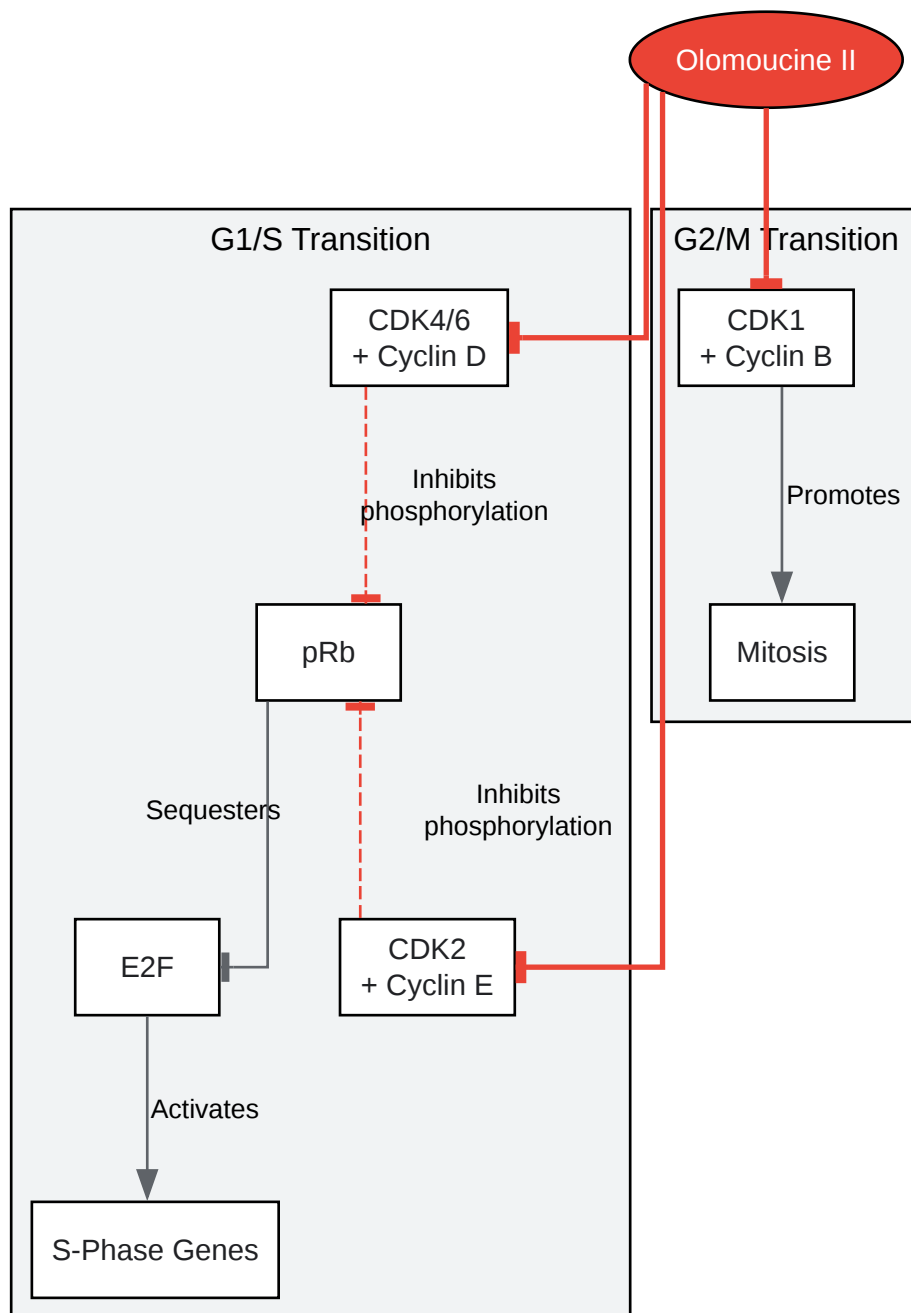 Olomoucine II
G1/S Transition
G2/M Transition
CDK4/6
+ Cyclin D
CDK1
+ Cyclin B
Inhibits
phosphorylation
Promotes
pRb
Mitosis
Sequesters
Inhibits
phosphorylation
E2F
CDK2
+ Cyclin E
Activates
S-Phase Genes